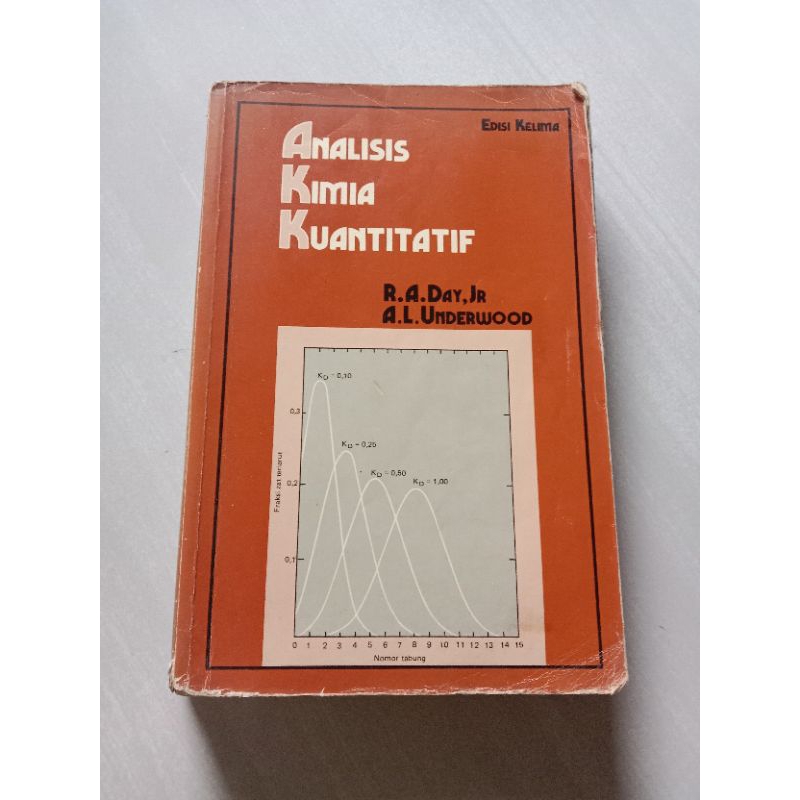 EDISI KELIMA
ANALISIS
KIMIA
KUANTITATIF
R.A.DAY,JR
A.L.UNDERWOOD
K_D = 0,10
0,3
K_D = 0,25
K_D = 0,50
K_D = 1,00
0,2
Fraksi zat terlarut
0,1
0 1 2 3 4 5 6 7 8 9 10 11 12 13 14 15
Nomor tabung